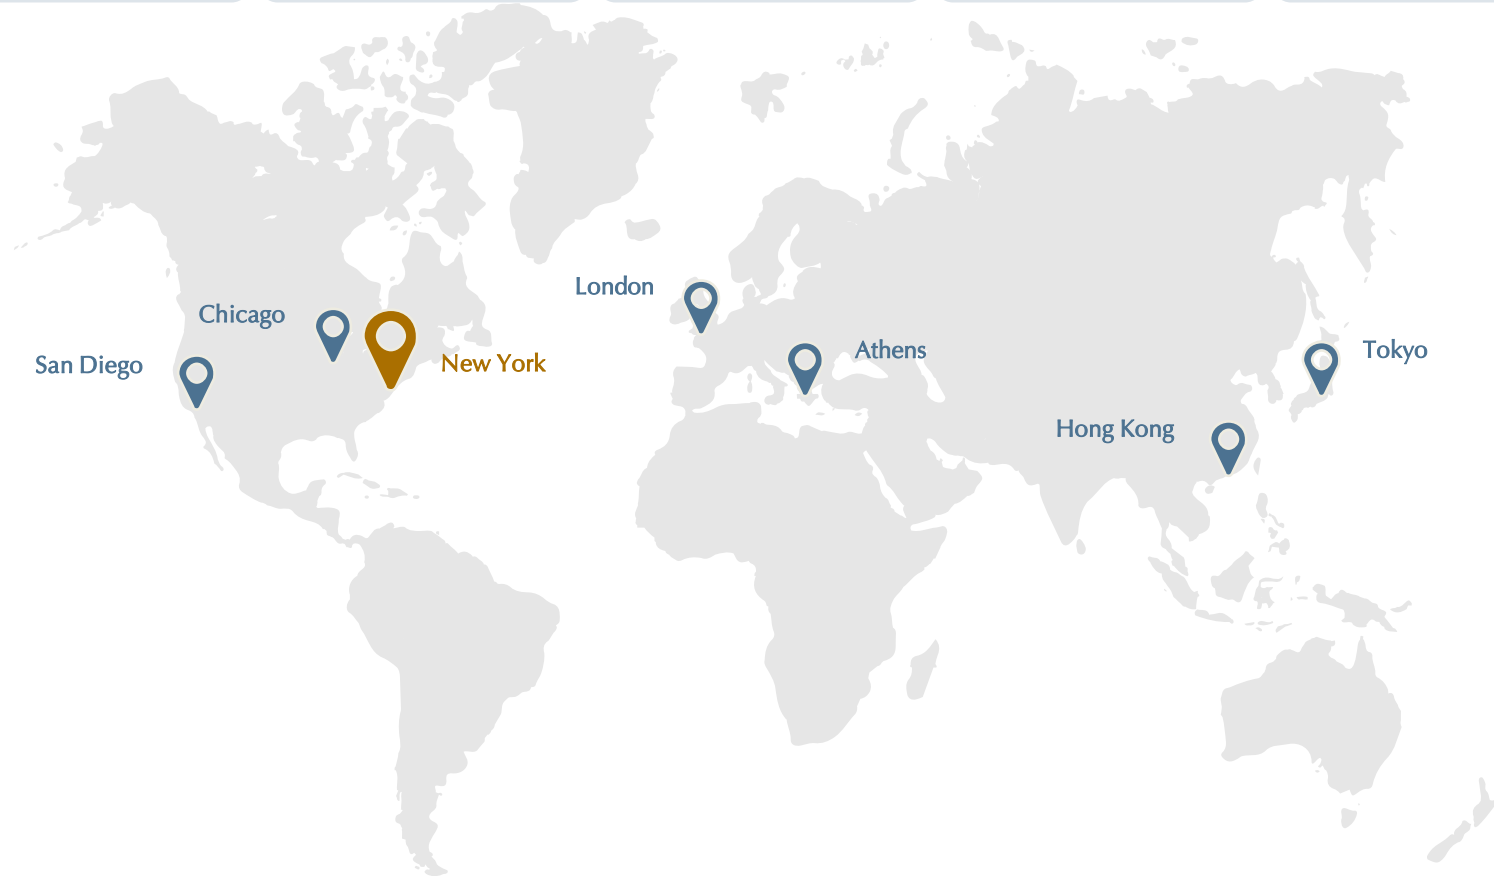 London
Chicago
Athens
Tokyo
New York
San Diego
Hong Kong